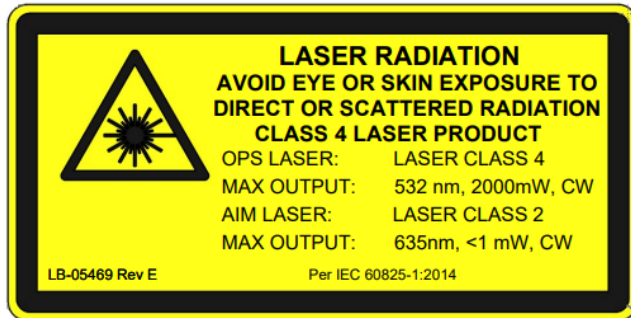 LASER RADIATION
AVOID EYE OR SKIN EXPOSURE TO
DIRECT OR SCATTERED RADIATION
CLASS 4 LASER PRODUCT
OPS LASER: LASER CLASS 4
MAX OUTPUT: 532 nm, 2000mW, CW
AIM LASER: LASER CLASS 2
MAX OUTPUT: 635nm, <1 mW, CW
LB-05469 Rev E Per IEC 60825-1:2014